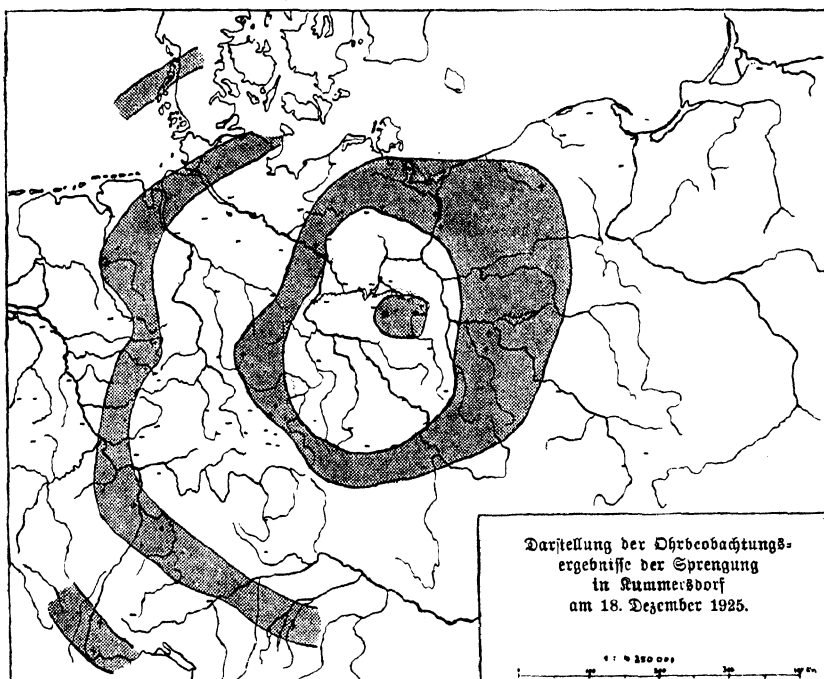 Darstellung der Ohrbeobachtungs=
ergebnisse der Sprengung
in Kummersdorf
am 18. Dezember 1925.